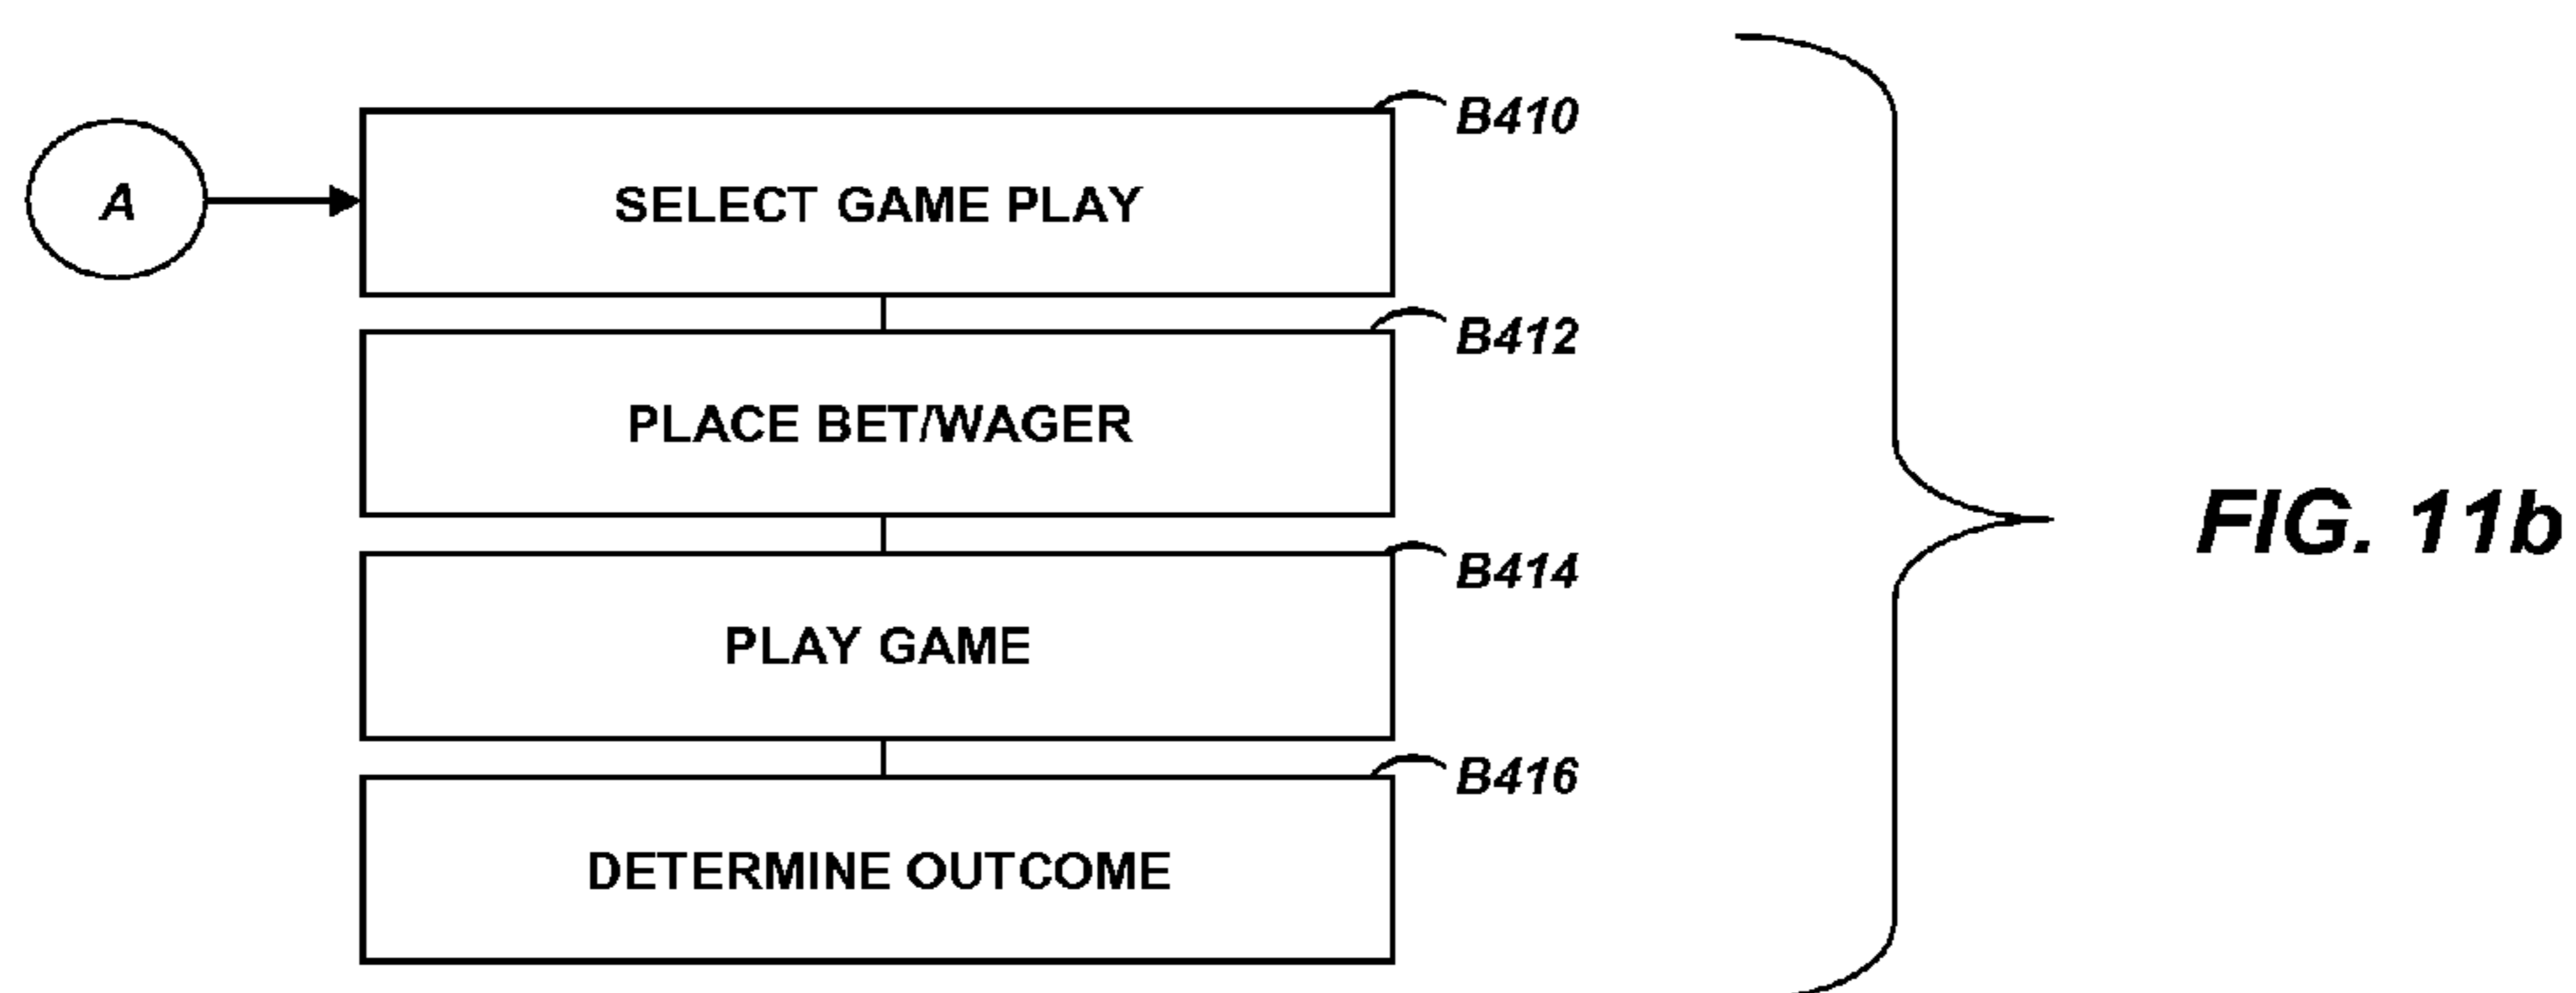 B410
A
SELECT GAME PLAY
B412
PLACE BET/WAGER
B414
PLAY GAME
B416
DETERMINE OUTCOME
FIG. 11b